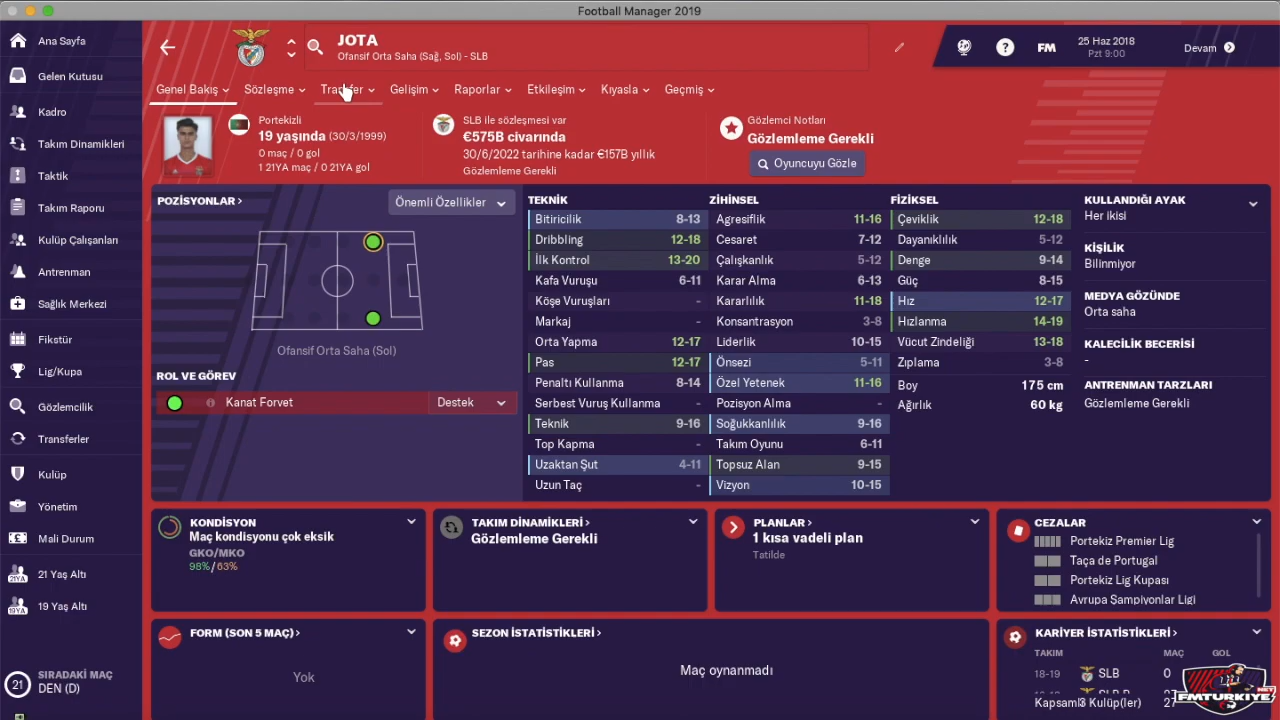 Football Manager 2019
Ana Sayfa
Gelen Kutusu
Kadro
Takım Dinamikleri
Taktik
Takım Raporu
Kulüp Çalışanları
Antrenman
Sağlık Merkezi
Fikstür
Lig/Kupa
Gözlemcilik
Transferler
Kulüp
Yönetim
Mali Durum
21YA
21 Yaş Altı
19YA
19 Yaş Altı
21
SIRADAKİ MAÇ
DEN (D)
JOTA
Ofansif Orta Saha (Sağ, Sol) - SLB
?
FM
25 Haz 2018
Pzt 9:00
Devam
Genel Bakış
Sözleşme
Transfer
Gelişim
Raporlar
Etkileşim
Kıyasla
Geçmiş
Portekizli
19 yaşında (30/3/1999)
0 maç / 0 gol
1 21YA maç / 0 21YA gol
SLB ile sözleşmesi var
€575B civarında
30/6/2022 tarihine kadar €157B yıllık
Gözlemleme Gerekli
Gözlemci Notları
Gözlemleme Gerekli
Oyuncuyu Gözle
POZİSYONLAR
Önemli Özellikler
Ofansif Orta Saha (Sol)
ROL VE GÖREV
Kanat Forvet
Destek
TEKNİK
Bitiricilik 8-13
Dribbling 12-18
İlk Kontrol 13-20
Kafa Vuruşu 6-11
Köşe Vuruşları -
Markaj -
Orta Yapma 12-17
Pas 12-17
Penaltı Kullanma 8-14
Serbest Vuruş Kullanma -
Teknik 9-16
Top Kapma -
Uzaktan Şut 4-11
Uzun Taç -
ZİHİNSEL
Agresiflik 11-16
Cesaret 7-12
Çalışkanlık 5-12
Karar Alma 6-13
Kararlılık 11-18
Konsantrasyon 3-8
Liderlik 10-15
Önsezi 5-11
Özel Yetenek 11-16
Pozisyon Alma -
Soğukkanlılık 9-16
Takım Oyunu 6-11
Topsuz Alan 9-15
Vizyon 10-15
FİZİKSEL
Çeviklik 12-18
Dayanıklılık 5-12
Denge 9-14
Güç 8-15
Hız 12-17
Hızlanma 14-19
Vücut Zindeliği 13-18
Zıplama 3-8
Boy 175 cm
Ağırlık 60 kg
KULLANDIĞI AYAK
Her ikisi
KİŞİLİK
Bilinmiyor
MEDYA GÖZÜNDE
Orta saha
KALECİLİK BECERİSİ
-
ANTRENMAN TARZLARI
Gözlemleme Gerekli
KONDİSYON
Maç kondisyonu çok eksik
GKO/MKO
98%/63%
TAKIM DİNAMİKLERİ
Gözlemleme Gerekli
PLANLAR
1 kısa vadeli plan
Tatilde
CEZALAR
Portekiz Premier Lig
Taça de Portugal
Portekiz Lig Kupası
Avrupa Şampiyonlar Ligi
FORM (SON 5 MAÇ)
Yok
SEZON İSTATİSTİKLERİ
Maç oynanmadı
KARİYER İSTATİSTİKLERİ
TAKIM MAÇ GOL
18-19 SLB 0
Kapsamlı
3 Kulüp(ler) 27
FMTURKIYE.NET